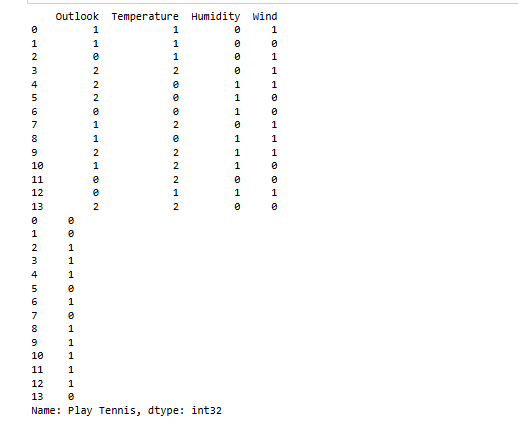 Outlook Temperature Humidity Wind
0 1 1 0 1
1 1 1 0 0
2 0 1 0 1
3 2 2 0 1
4 2 0 1 1
5 2 0 1 0
6 0 0 1 0
7 1 2 0 1
8 1 0 1 1
9 2 2 1 1
10 1 2 1 0
11 0 2 0 0
12 0 1 1 1
13 2 2 0 0
0 0
1 0
2 1
3 1
4 1
5 0
6 1
7 0
8 1
9 1
10 1
11 1
12 1
13 0
Name: Play Tennis, dtype: int32